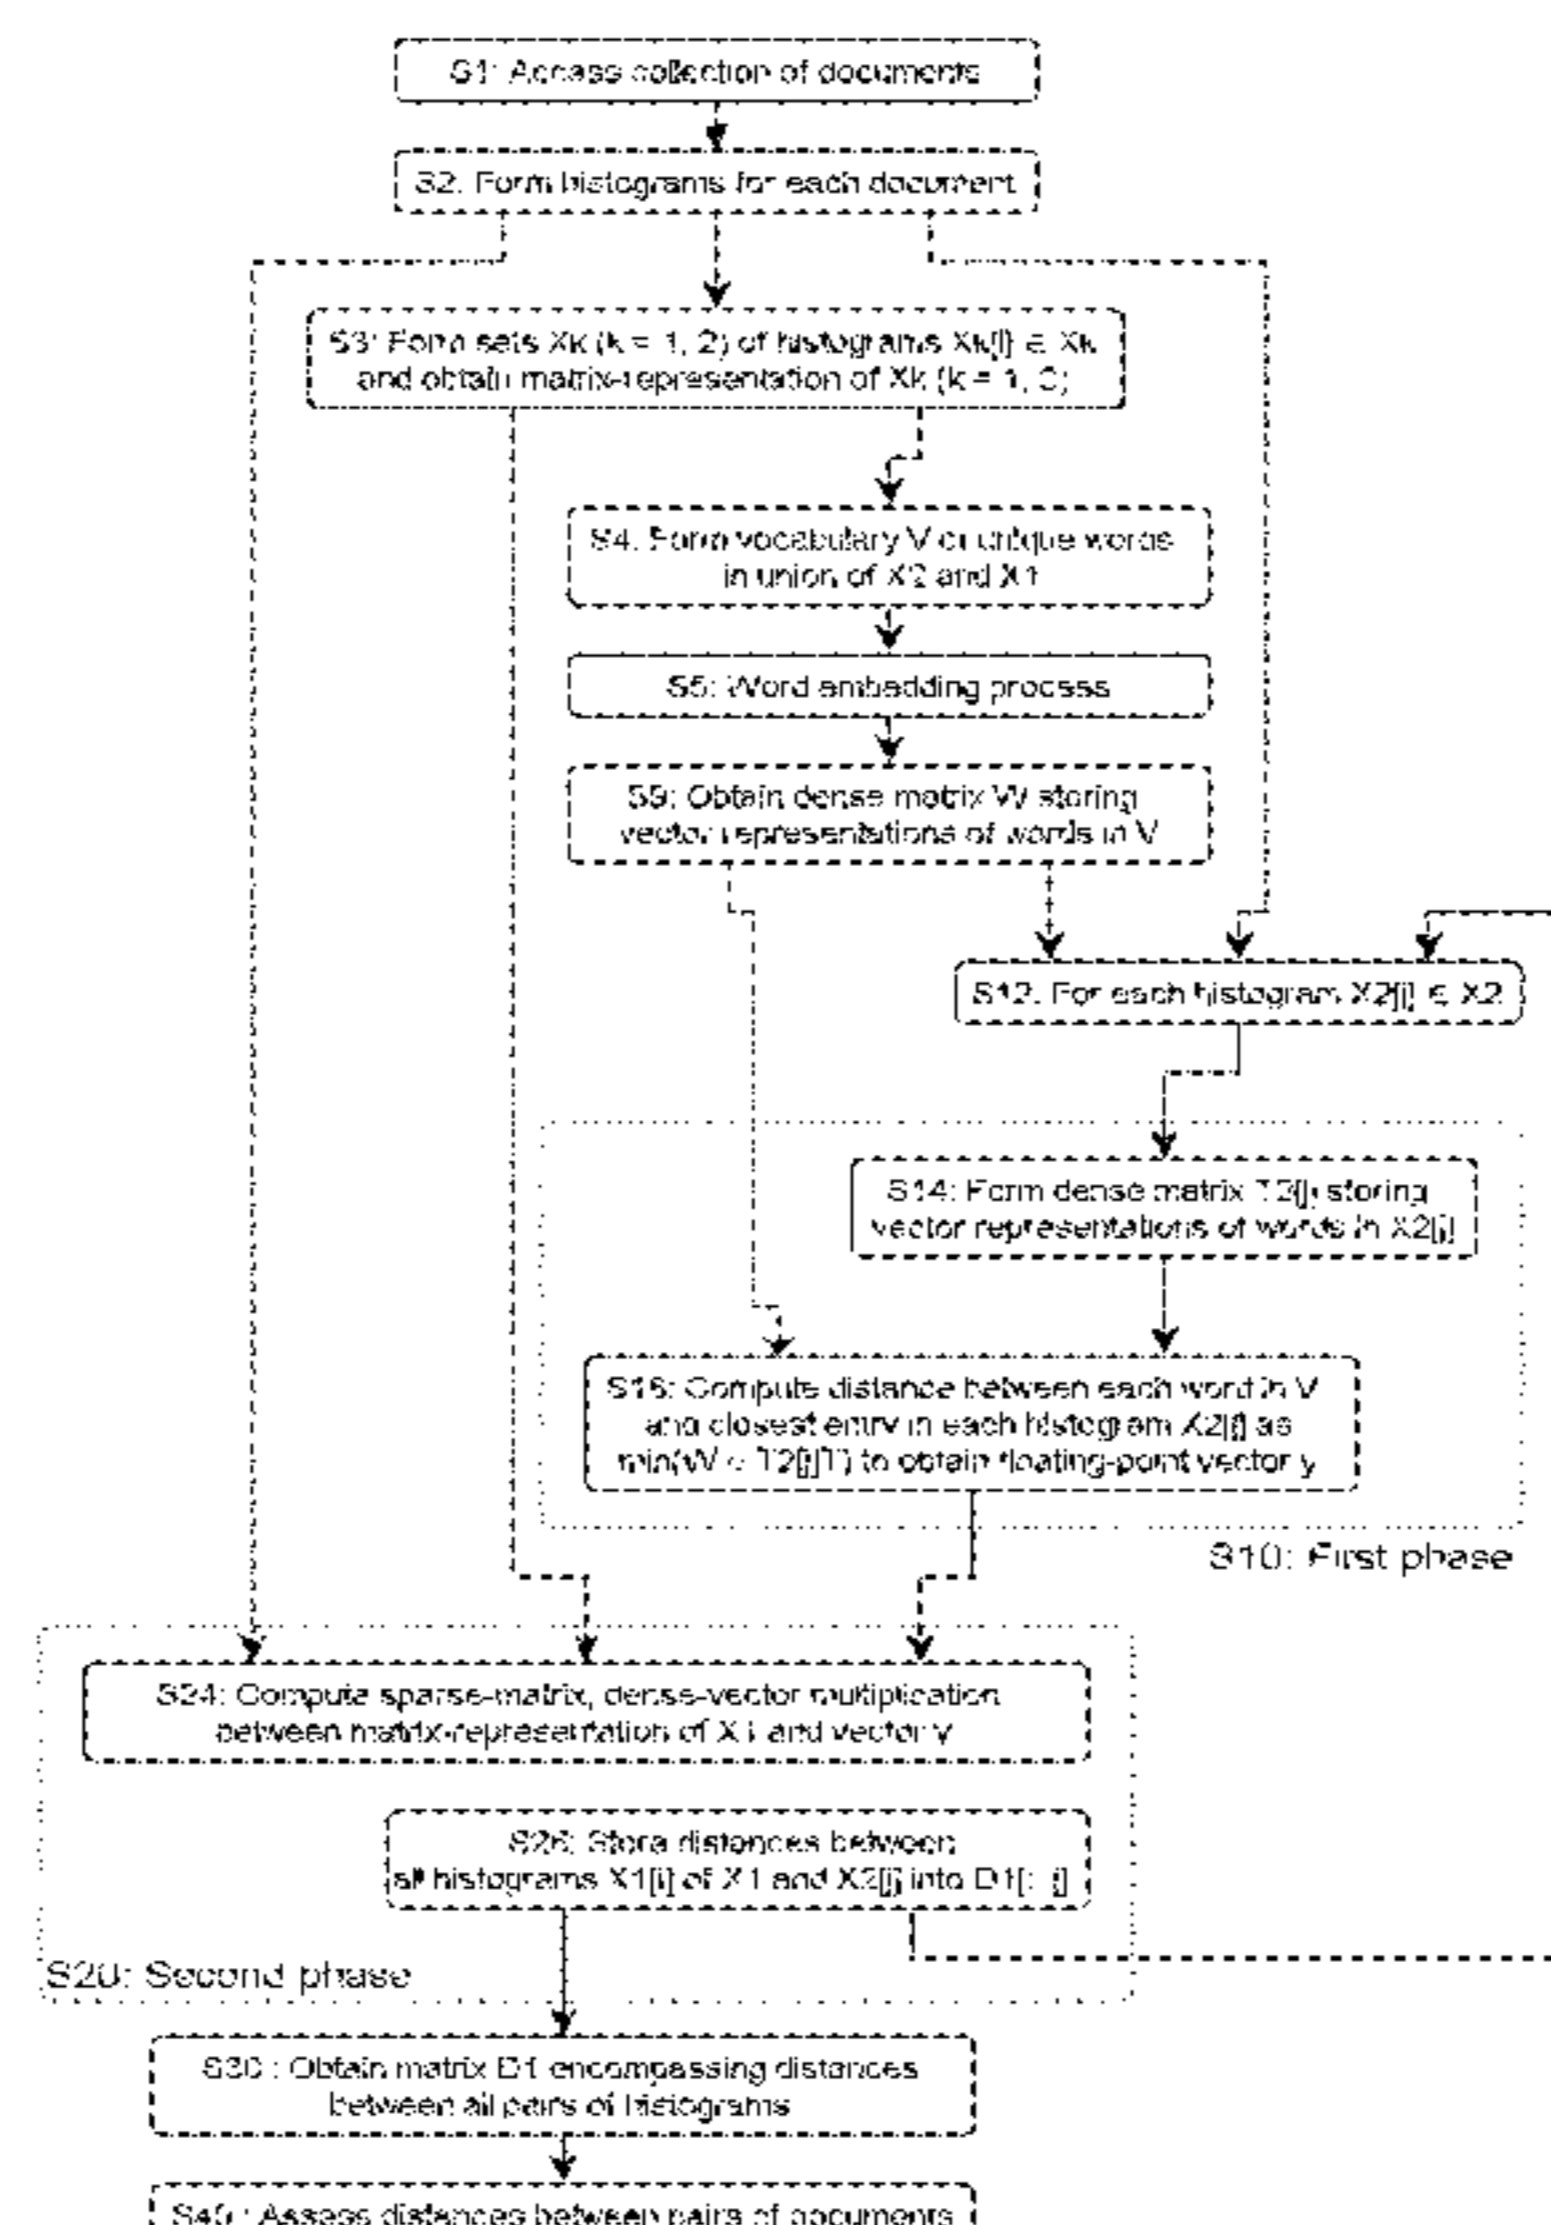 S1: Access collection of documents
S2: Form histograms for each document
S3: Form sets Xk (k = 1, 2) of histograms Xk[i] ∈ Xk
and obtain matrix-representation of Xk (k = 1, 2)
S4: Form vocabulary V of unique words
in union of X2 and X1
S5: Word embedding process
S9: Obtain dense matrix W storing
vector representations of words in V
S12: For each histogram X2[j] ∈ X2
S14: Form dense matrix T2[j] storing
vector representations of words in X2[j]
S16: Compute distance between each word in V
and closest entry in each histogram X2[j] as
min(W ∘ T2[j]T) to obtain floating-point vector y
S10: First phase
S24: Compute sparse-matrix, dense-vector multiplication
between matrix-representation of X1 and vector y
S26: Store distances between
all histograms X1[i] of X1 and X2[j] into D1[:, j]
S20: Second phase
S30 : Obtain matrix D1 encompassing distances
between all pairs of histograms
S40 : Assess distances between pairs of documents